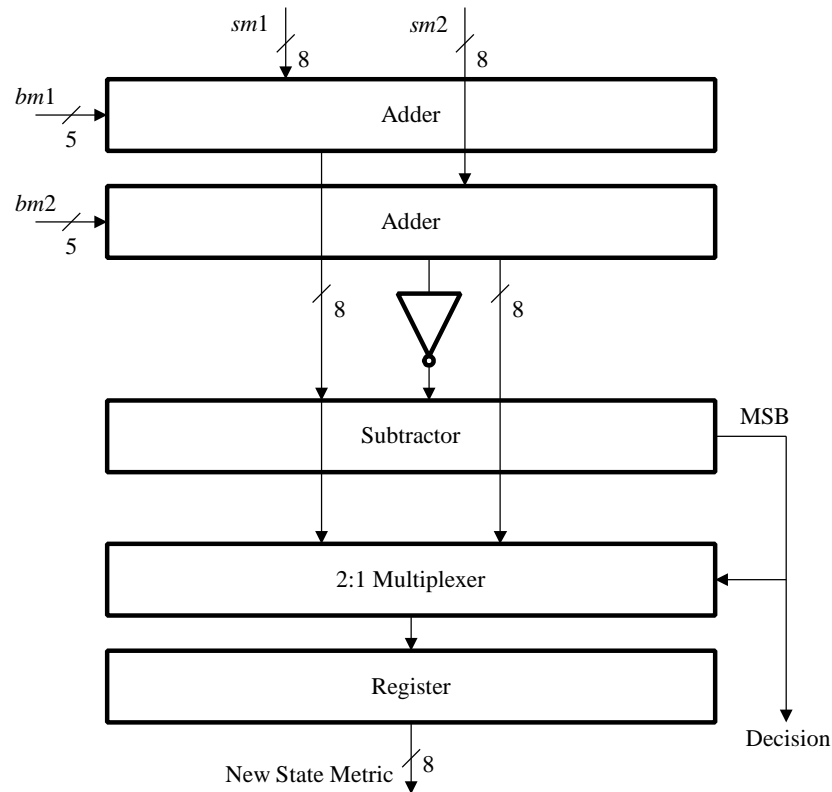 sm1
sm2
8
8
bm1
5
Adder
bm2
5
Adder
8
8
MSB
Subtractor
2:1 Multiplexer
Register
Decision
8
New State Metric